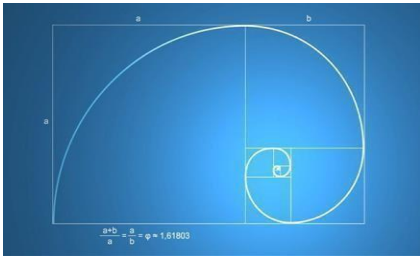 a b
a
a+b/a = a/b = φ ≈ 1,61803